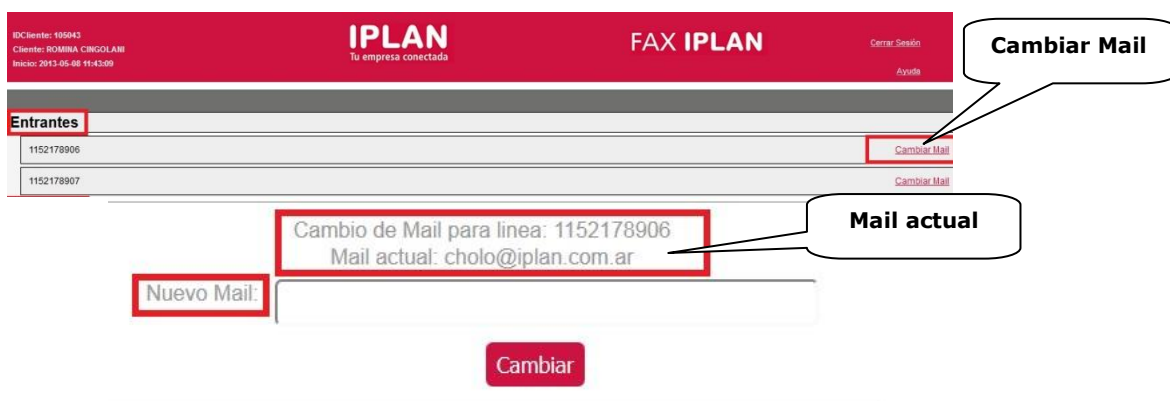 IDCliente: 105043
Cliente: ROMINA CINGOLANI
Inicio: 2013-05-08 11:43:09
IPLAN
Tu empresa conectada
FAX IPLAN
Cerrar Sesión
Ayuda
Cambiar Mail
Entrantes
1152178906 Cambiar Mail
1152178907 Cambiar Mail
Cambio de Mail para linea: 1152178906
Mail actual: cholo@iplan.com.ar
Mail actual
Nuevo Mail:
Cambiar